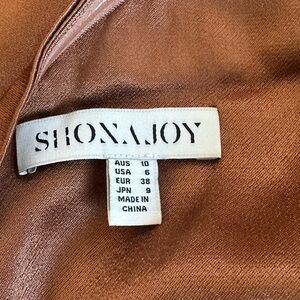 SHONA JOY
AUS 10
USA 6
EUR 38
JPN 9
MADE IN
CHINA